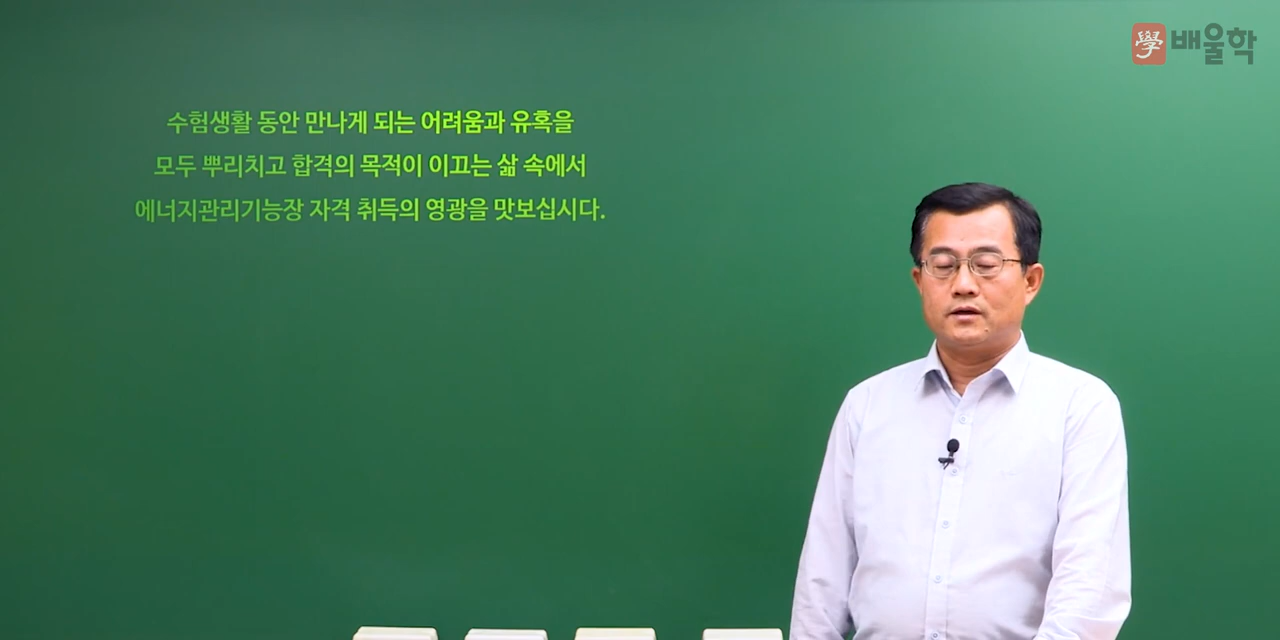 學 배울학
수험생활 동안 만나게 되는 어려움과 유혹을
모두 뿌리치고 합격의 목적이 이끄는 삶 속에서
에너지관리기능장 자격 취득의 영광을 맛보십시다.